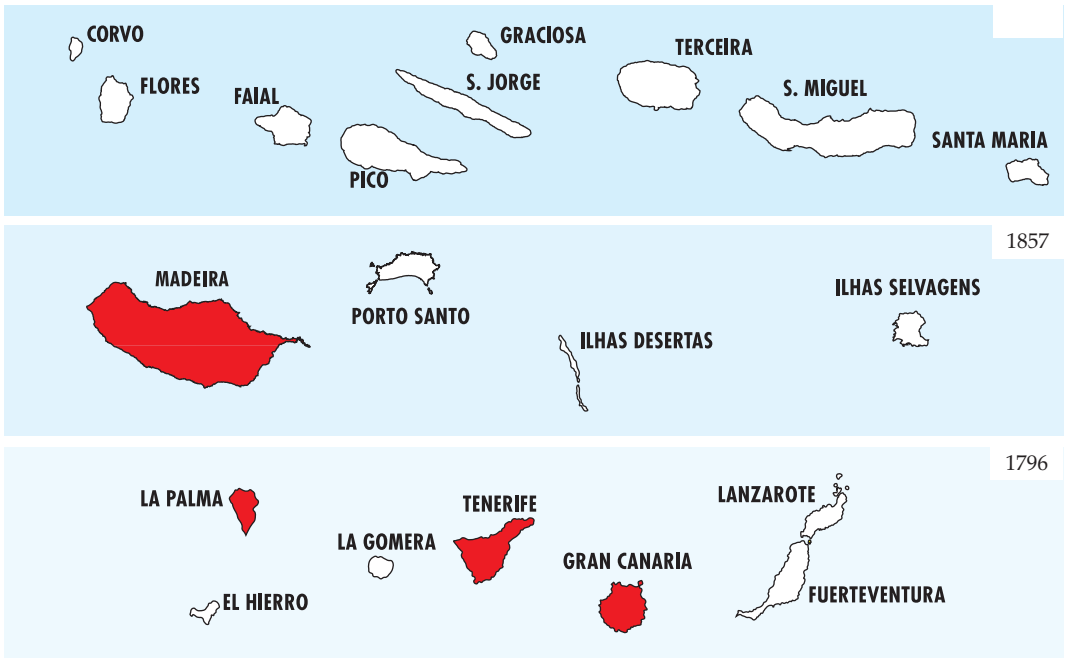 CORVO
FLORES
FAIAL
PICO
GRACIOSA
S. JORGE
TERCEIRA
S. MIGUEL
SANTA MARIA
1857
MADEIRA
PORTO SANTO
ILHAS DESERTAS
ILHAS SELVAGENS
1796
LA PALMA
EL HIERRO
LA GOMERA
TENERIFE
GRAN CANARIA
LANZAROTE
FUERTEVENTURA